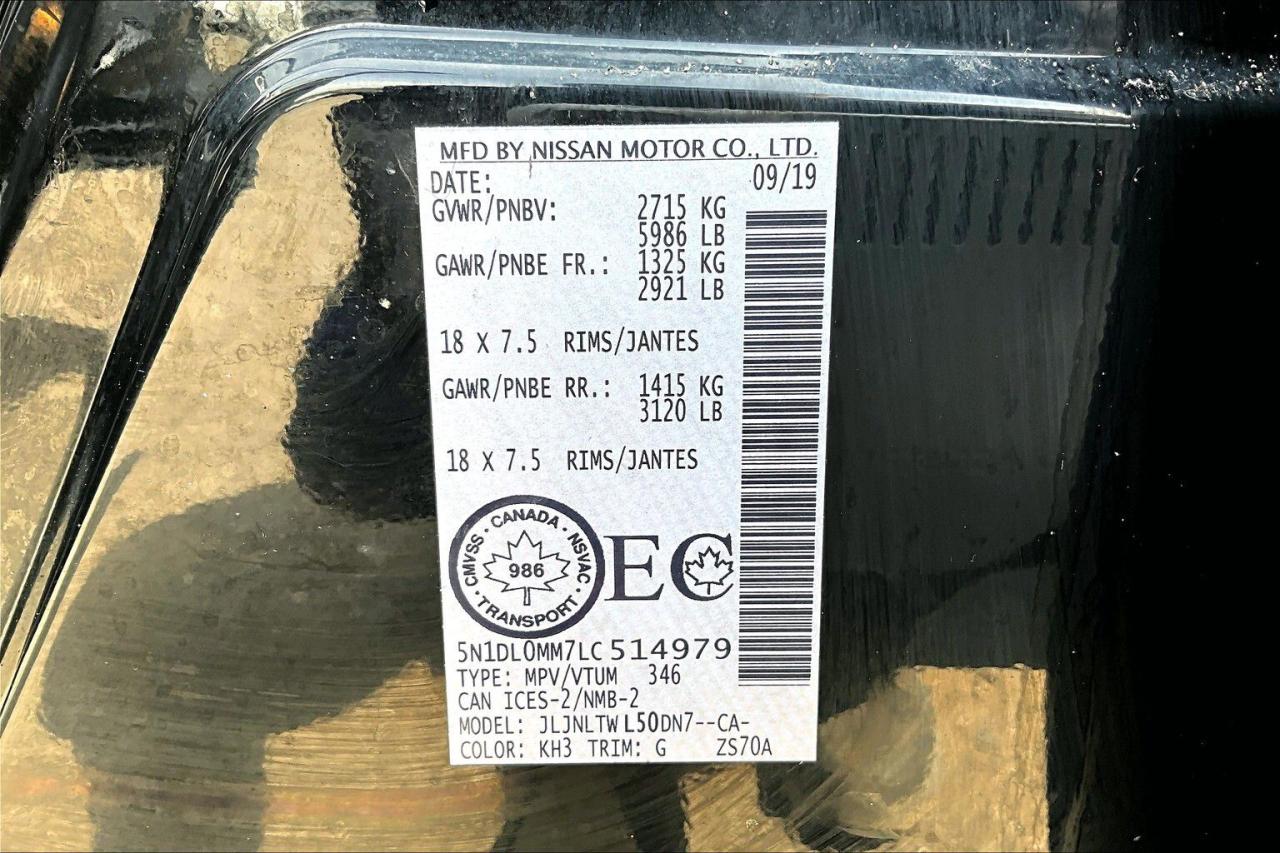 MFD BY NISSAN MOTOR CO., LTD.
DATE: 09/19
GVWR/PNBV: 2715 KG
5986 LB
GAWR/PNBE FR.: 1325 KG
2921 LB
18 X 7.5 RIMS/JANTES
GAWR/PNBE RR.: 1415 KG
3120 LB
18 X 7.5 RIMS/JANTES
CMVSS · CANADA · NSVAC · TRANSPORT ·
986
EC
5N1DL0MM7LC514979
TYPE: MPV/VTUM 346
CAN ICES-2/NMB-2
MODEL: JLJNLTWL50DN7--CA-
COLOR: KH3 TRIM: G ZS70A